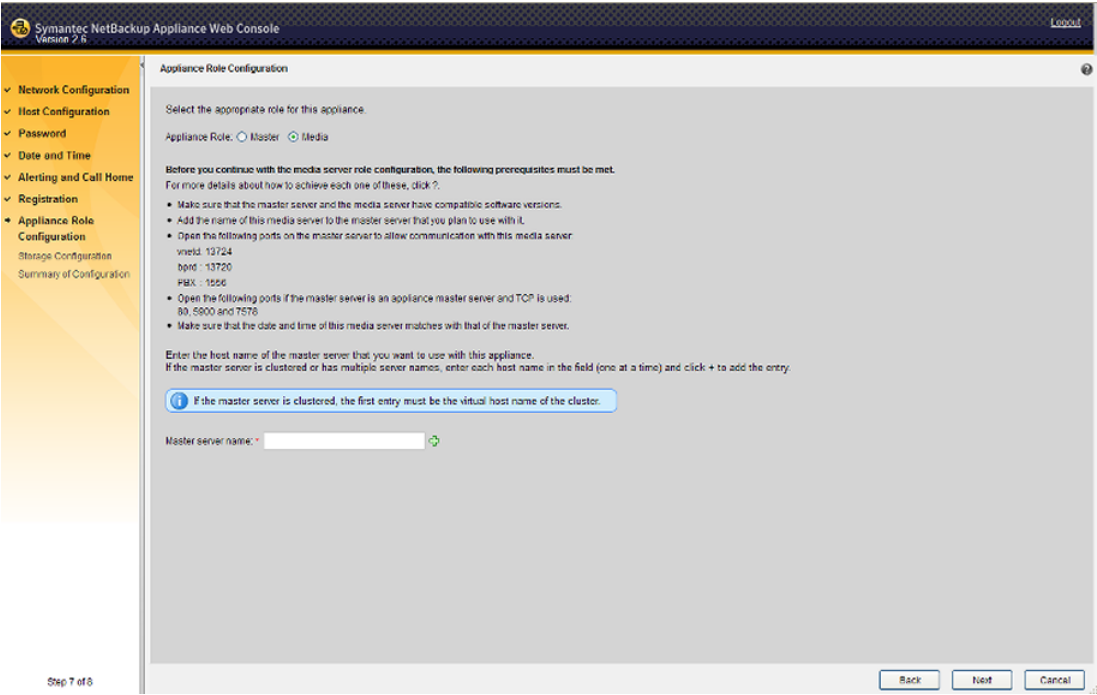 Symantec NetBackup Appliance Web Console
Version 2.6
Logout
Network Configuration
Host Configuration
Password
Date and Time
Alerting and Call Home
Registration
Appliance Role
Configuration
Storage Configuration
Summary of Configuration
Step 7 of 8
Appliance Role Configuration
Select the appropriate role for this appliance.
Appliance Role: Master Media
Before you continue with the media server role configuration, the following prerequisites must be met.
For more details about how to achieve each one of these, click ?.
• Make sure that the master server and the media server have compatible software versions.
• Add the name of this media server to the master server that you plan to use with it.
• Open the following ports on the master server to allow communication with this media server
vnetd: 13724
bprd : 13720
PBX : 1556
• Open the following ports if the master server is an appliance master server and TCP is used:
80, 5900 and 7578
• Make sure that the date and time of this media server matches with that of the master server.
Enter the host name of the master server that you want to use with this appliance.
If the master server is clustered or has multiple server names, enter each host name in the field (one at a time) and click + to add the entry.
If the master server is clustered, the first entry must be the virtual host name of the cluster.
Master server name: *
Back Next Cancel